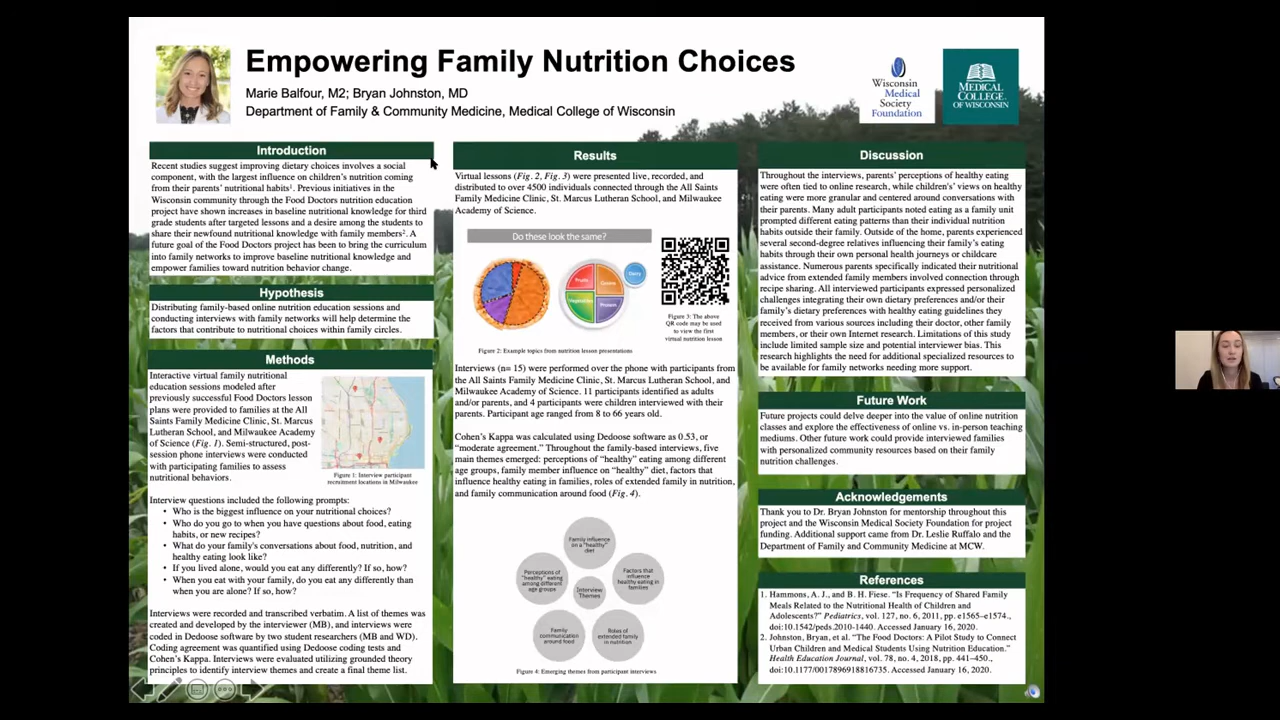 Empowering Family Nutrition Choices
Marie Balfour, M2; Bryan Johnston, MD
Department of Family & Community Medicine, Medical College of Wisconsin
Wisconsin
Medical
Society
Foundation
MEDICAL
COLLEGE
OF WISCONSIN
Introduction
Recent studies suggest improving dietary choices involves a social
component, with the largest influence on children's nutrition coming
from their parents' nutritional habits1. Previous initiatives in the
Wisconsin community through the Food Doctors nutrition education
project have shown increases in baseline nutritional knowledge for third
grade students after targeted lessons and a desire among the students to
share their newfound nutritional knowledge with family members2. A
future goal of the Food Doctors project has been to bring the curriculum
into family networks to improve baseline nutritional knowledge and
empower families toward nutrition behavior change.
Hypothesis
Distributing family-based online nutrition education sessions and
conducting interviews with family networks will help determine the
factors that contribute to nutritional choices within family circles.
Methods
Interactive virtual family nutritional
education sessions modeled after
previously successful Food Doctors lesson
plans were provided to families at the All
Saints Family Medicine Clinic, St. Marcus
Lutheran School, and Milwaukee Academy
of Science (Fig. 1). Semi-structured, post-
session phone interviews were conducted
with participating families to assess
nutritional behaviors.
Figure 1: Interview participant
recruitment locations in Milwaukee
Interview questions included the following prompts:
• Who is the biggest influence on your nutritional choices?
• Who do you go to when you have questions about food, eating
habits, or new recipes?
• What do your family's conversations about food, nutrition, and
healthy eating look like?
• If you lived alone, would you eat any differently? If so, how?
• When you eat with your family, do you eat any differently than
when you are alone? If so, how?
Interviews were recorded and transcribed verbatim. A list of themes was
created and developed by the interviewer (MB), and interviews were
coded in Dedoose software by two student researchers (MB and WD).
Coding agreement was quantified using Dedoose coding tests and
Cohen's Kappa. Interviews were evaluated utilizing grounded theory
principles to identify interview themes and create a final theme list.
Results
Virtual lessons (Fig. 2, Fig. 3) were presented live, recorded, and
distributed to over 4500 individuals connected through the All Saints
Family Medicine Clinic, St. Marcus Lutheran School, and Milwaukee
Academy of Science.
Do these look the same?
Fruits
Grains
Vegetables
Protein
Dairy
Figure 3: The above
QR code may be used
to view the first
virtual nutrition lesson
Figure 2: Example topics from nutrition lesson presentations
Interviews (n= 15) were performed over the phone with participants from
the All Saints Family Medicine Clinic, St. Marcus Lutheran School, and
Milwaukee Academy of Science. 11 participants identified as adults
and/or parents, and 4 participants were children interviewed with their
parents. Participant age ranged from 8 to 66 years old.
Cohen's Kappa was calculated using Dedoose software as 0.53, or
"moderate agreement." Throughout the family-based interviews, five
main themes emerged: perceptions of "healthy" eating among different
age groups, family member influence on "healthy" diet, factors that
influence healthy eating in families, roles of extended family in nutrition,
and family communication around food (Fig. 4).
Family influence
on a "healthy"
diet
Perceptions of
"healthy" eating
among different
age groups
Factors that
influence
healthy eating in
families
Interview
Themes
Family
communication
around food
Roles of
extended family
in nutrition
Figure 4: Emerging themes from participant interviews.
Discussion
Throughout the interviews, parents' perceptions of healthy eating
were often tied to online research, while children's' views on healthy
eating were more granular and centered around conversations with
their parents. Many adult participants noted eating as a family unit
prompted different eating patterns than their individual nutrition
habits outside their family. Outside of the home, parents experienced
several second-degree relatives influencing their family's eating
habits through their own personal health journeys or childcare
assistance. Numerous parents specifically indicated their nutritional
advice from extended family members involved connection through
recipe sharing. All interviewed participants expressed personalized
challenges integrating their own dietary preferences and/or their
family's dietary preferences with healthy eating guidelines they
received from various sources including their doctor, other family
members, or their own Internet research. Limitations of this study
include limited sample size and potential interviewer bias. This
research highlights the need for additional specialized resources to
be available for family networks needing more support.
Future Work
Future projects could delve deeper into the value of online nutrition
classes and explore the effectiveness of online vs. in-person teaching
mediums. Other future work could provide interviewed families
with personalized community resources based on their family
nutrition challenges.
Acknowledgements
Thank you to Dr. Bryan Johnston for mentorship throughout this
project and the Wisconsin Medical Society Foundation for project
funding. Additional support came from Dr. Leslie Ruffalo and the
Department of Family and Community Medicine at MCW.
References
1. Hammons, A. J., and B. H. Fiese. "Is Frequency of Shared Family
Meals Related to the Nutritional Health of Children and
Adolescents?" Pediatrics, vol. 127, no. 6, 2011, pp. e1565–e1574.,
doi:10.1542/peds.2010-1440. Accessed January 16, 2020.
2. Johnston, Bryan, et al. "The Food Doctors: A Pilot Study to Connect
Urban Children and Medical Students Using Nutrition Education."
Health Education Journal, vol. 78, no. 4, 2018, pp. 441–450.,
doi:10.1177/0017896918816735. Accessed January 16, 2020.